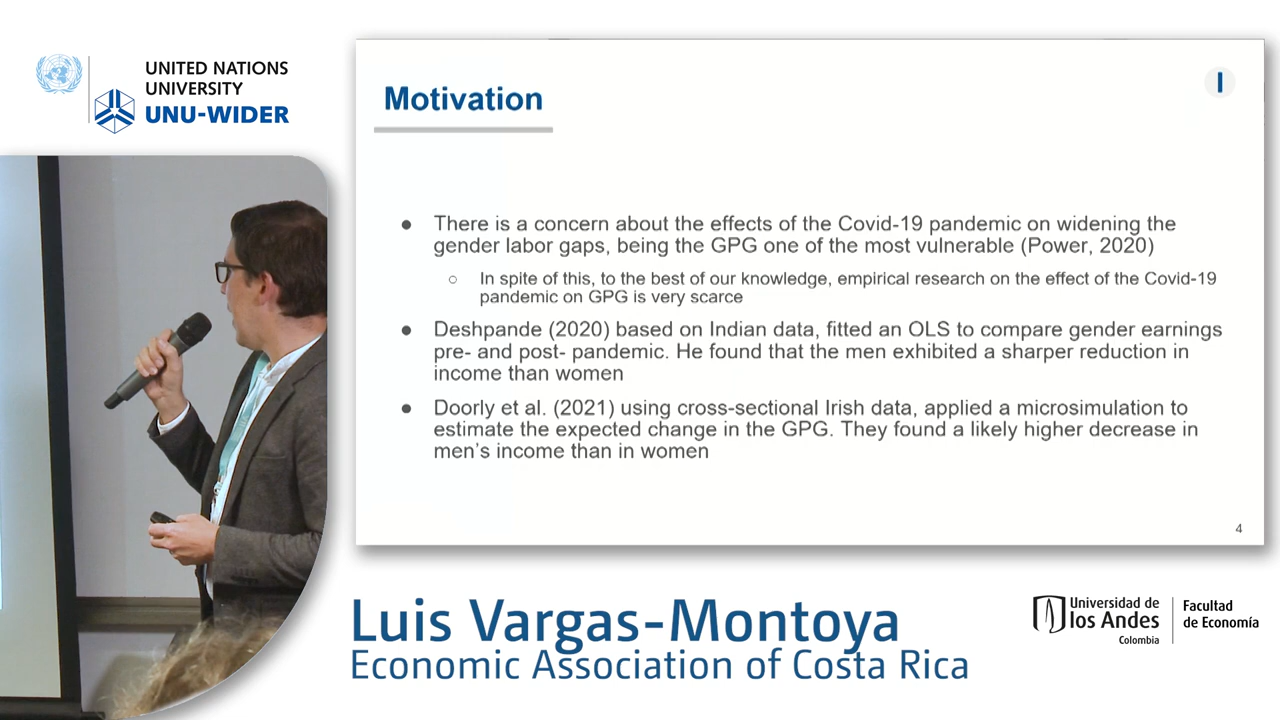 UNITED NATIONS
UNIVERSITY
UNU-WIDER
Motivation
I
● There is a concern about the effects of the Covid-19 pandemic on widening the
gender labor gaps, being the GPG one of the most vulnerable (Power, 2020)
○ In spite of this, to the best of our knowledge, empirical research on the effect of the Covid-19
pandemic on GPG is very scarce
● Deshpande (2020) based on Indian data, fitted an OLS to compare gender earnings
pre- and post- pandemic. He found that the men exhibited a sharper reduction in
income than women
● Doorly et al. (2021) using cross-sectional Irish data, applied a microsimulation to
estimate the expected change in the GPG. They found a likely higher decrease in
men's income than in women
4
Luis Vargas-Montoya
Economic Association of Costa Rica
Universidad de
los Andes
Colombia
Facultad
de Economía